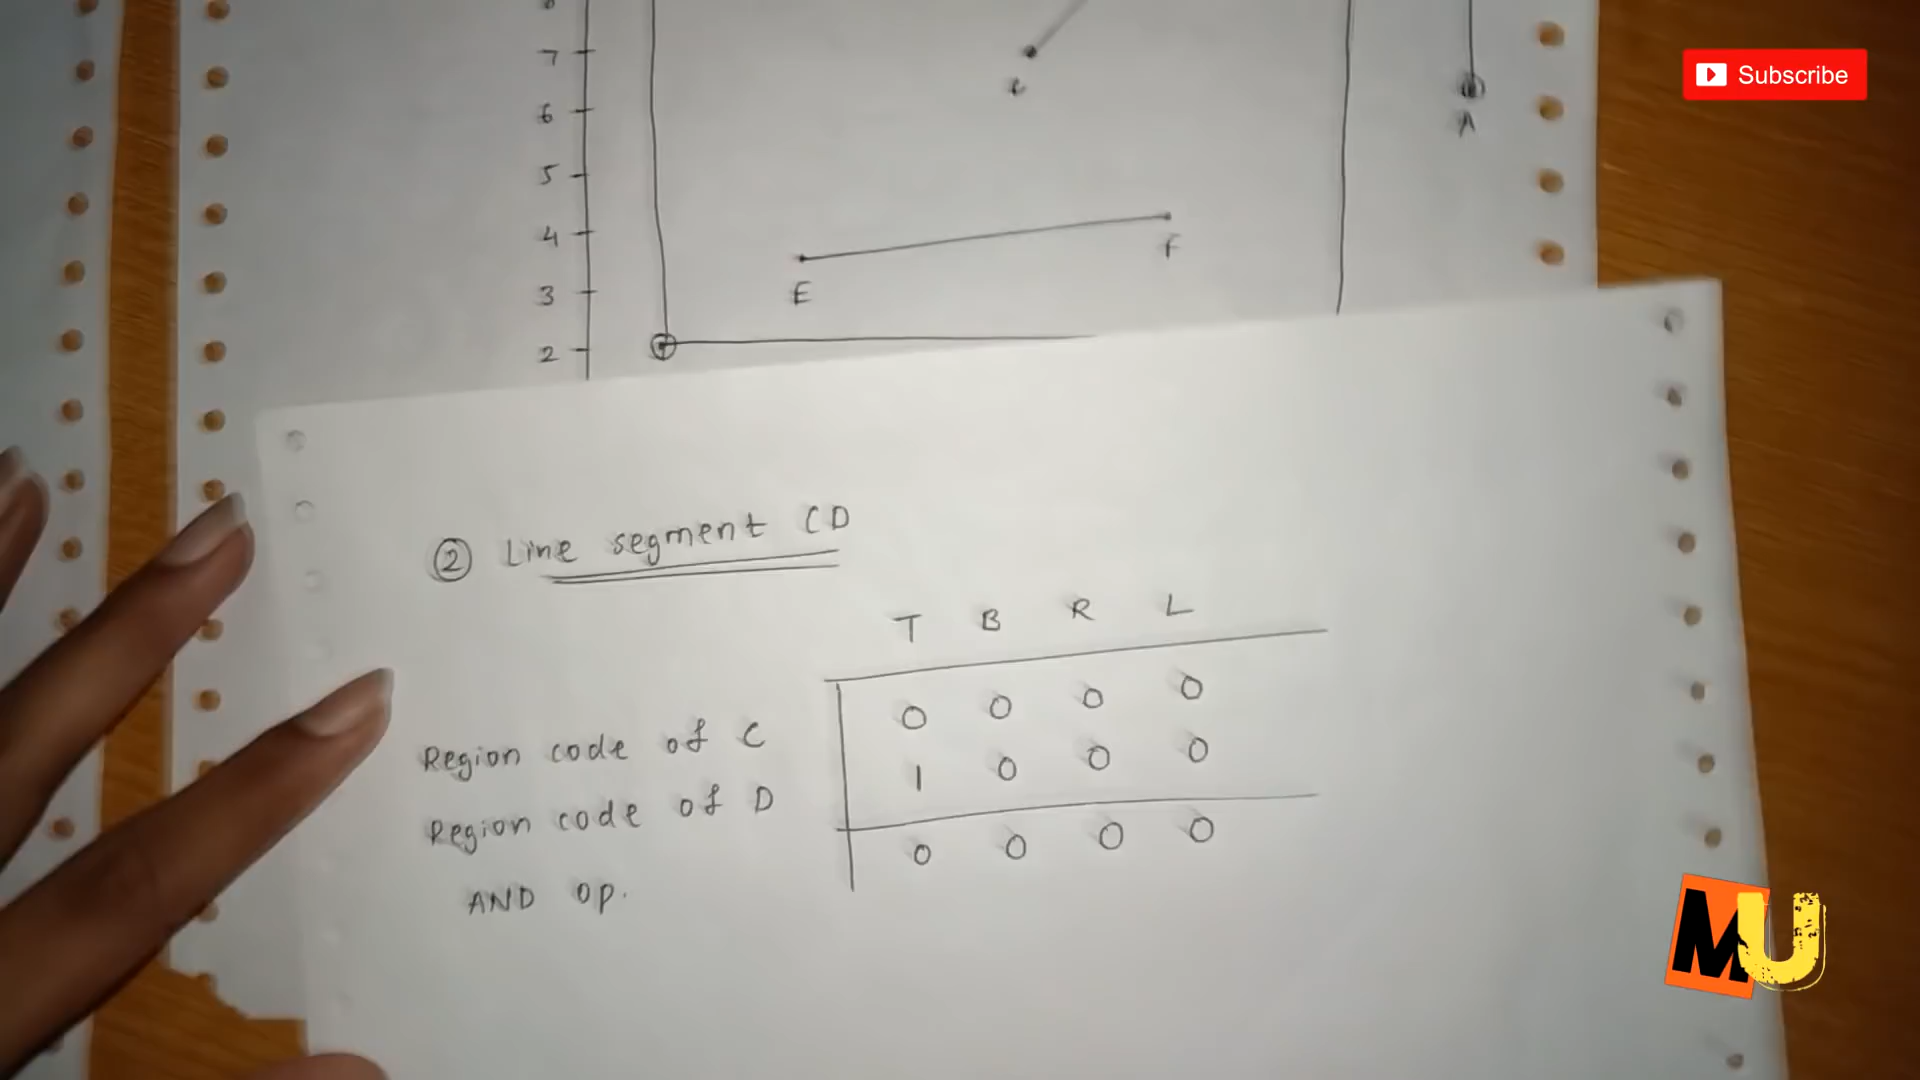 Subscribe
7
C
A
6
5
4
F
3
E
2
② Line segment CD
T B R L
Region code of C 0 0 0 0
Region code of D 1 0 0 0
AND op. 0 0 0 0
MU